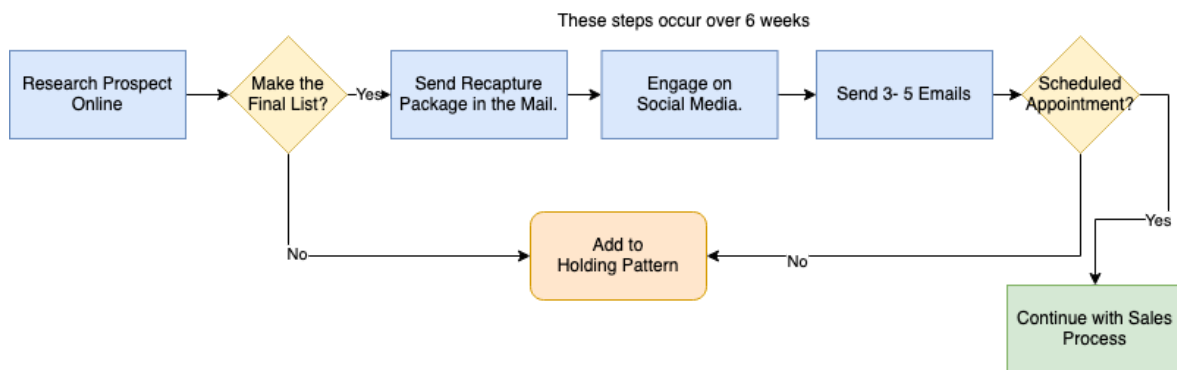 These steps occur over 6 weeks
Research Prospect
Online
Make the
Final List?
Yes
Send Recapture
Package in the Mail.
Engage on
Social Media.
Send 3- 5 Emails
Scheduled
Appointment?
Yes
No
Add to
Holding Pattern
No
Continue with Sales
Process